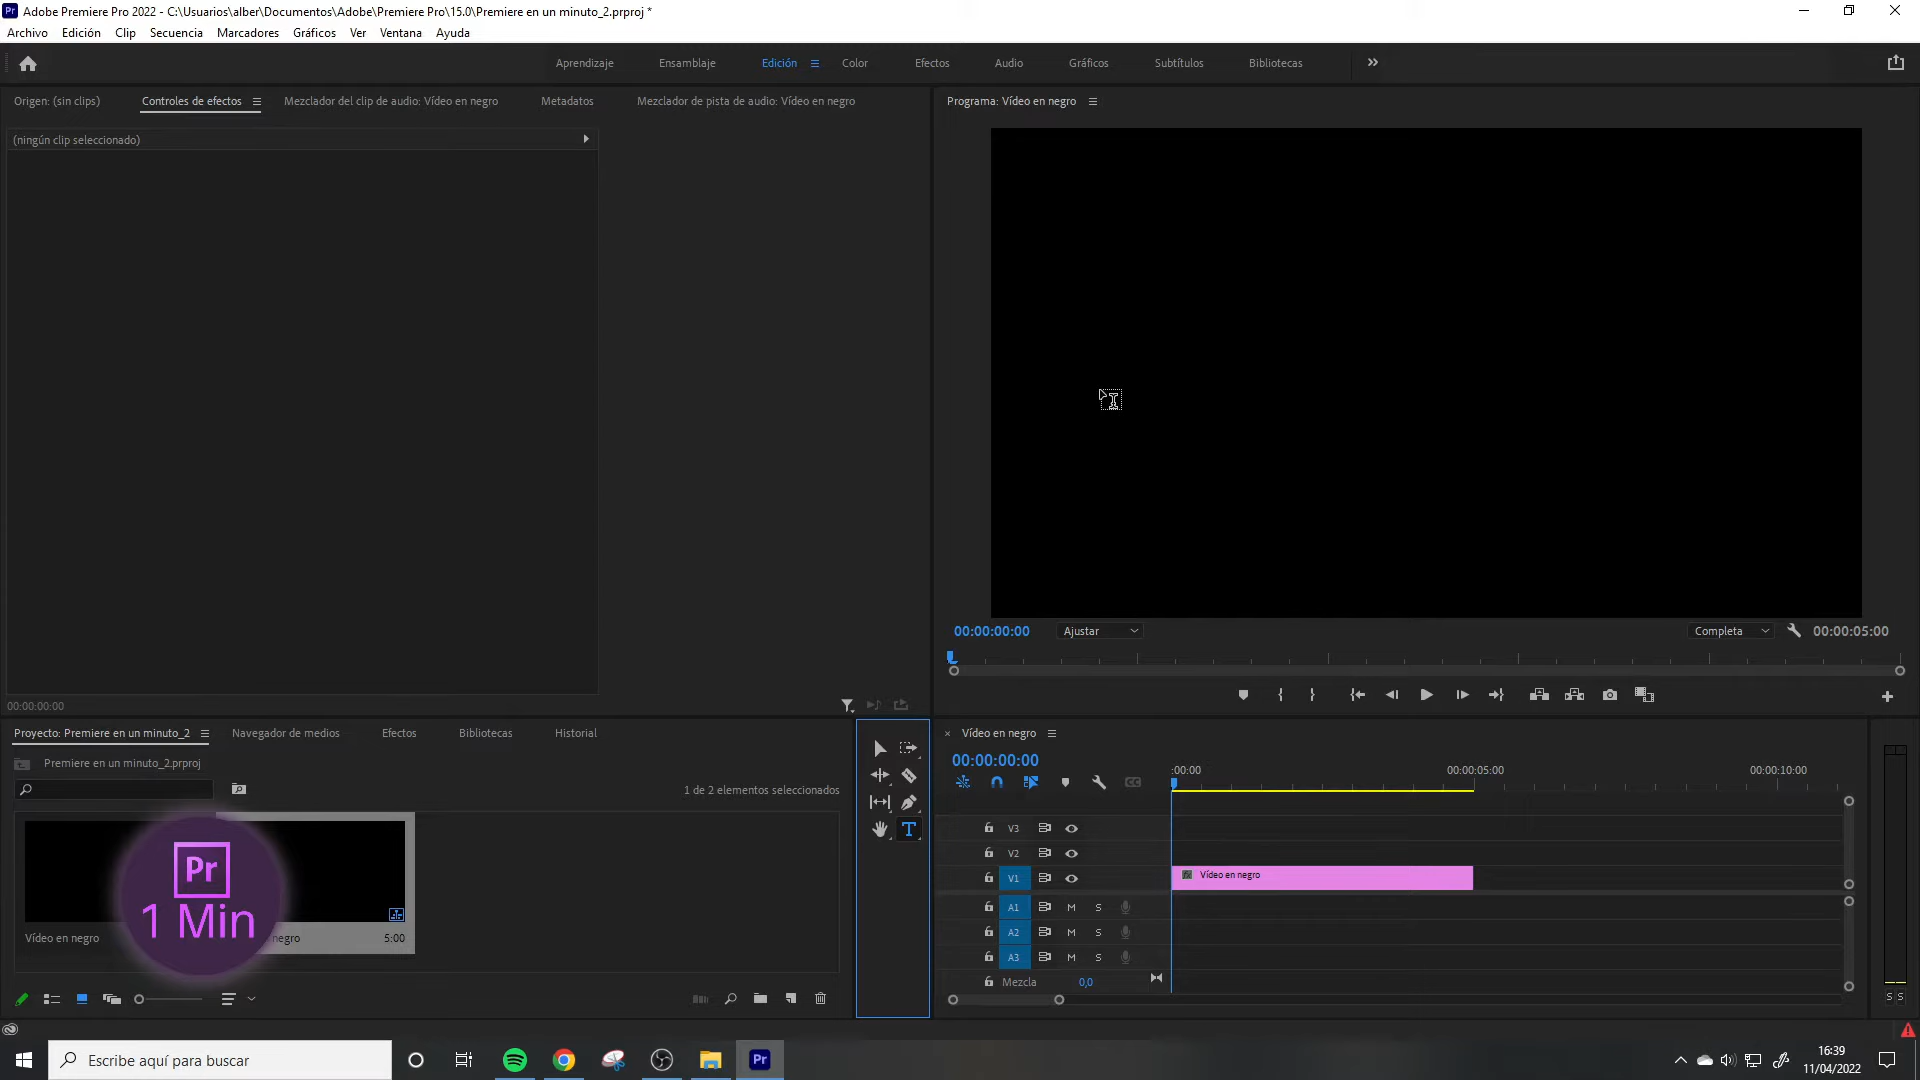 Pr Adobe Premiere Pro 2022 - C:\Usuarios\alber\Documentos\Adobe\Premiere Pro\15.0\Premiere en un minuto_2.prproj *
Archivo Edición Clip Secuencia Marcadores Gráficos Ver Ventana Ayuda
Aprendizaje Ensamblaje Edición Color Efectos Audio Gráficos Subtítulos Bibliotecas
Origen: (sin clips) Controles de efectos Mezclador del clip de audio: Vídeo en negro Metadatos Mezclador de pista de audio: Vídeo en negro
Programa: Vídeo en negro
(ningún clip seleccionado)
00:00:00:00 Ajustar Completa 00:00:05:00
00:00:00:00
Proyecto: Premiere en un minuto_2 Navegador de medios Efectos Bibliotecas Historial
Premiere en un minuto_2.prproj
1 de 2 elementos seleccionados
Pr
1 Min
Vídeo en negro negro 5:00
Vídeo en negro
00:00:00:00
:00:00 00:00:05:00 00:00:10:00
V3
V2
V1 Vídeo en negro
A1 M S
A2 M S
A3 M S
Mezcla 0,0
S S
Escribe aquí para buscar
Pr
16:39
11/04/2022